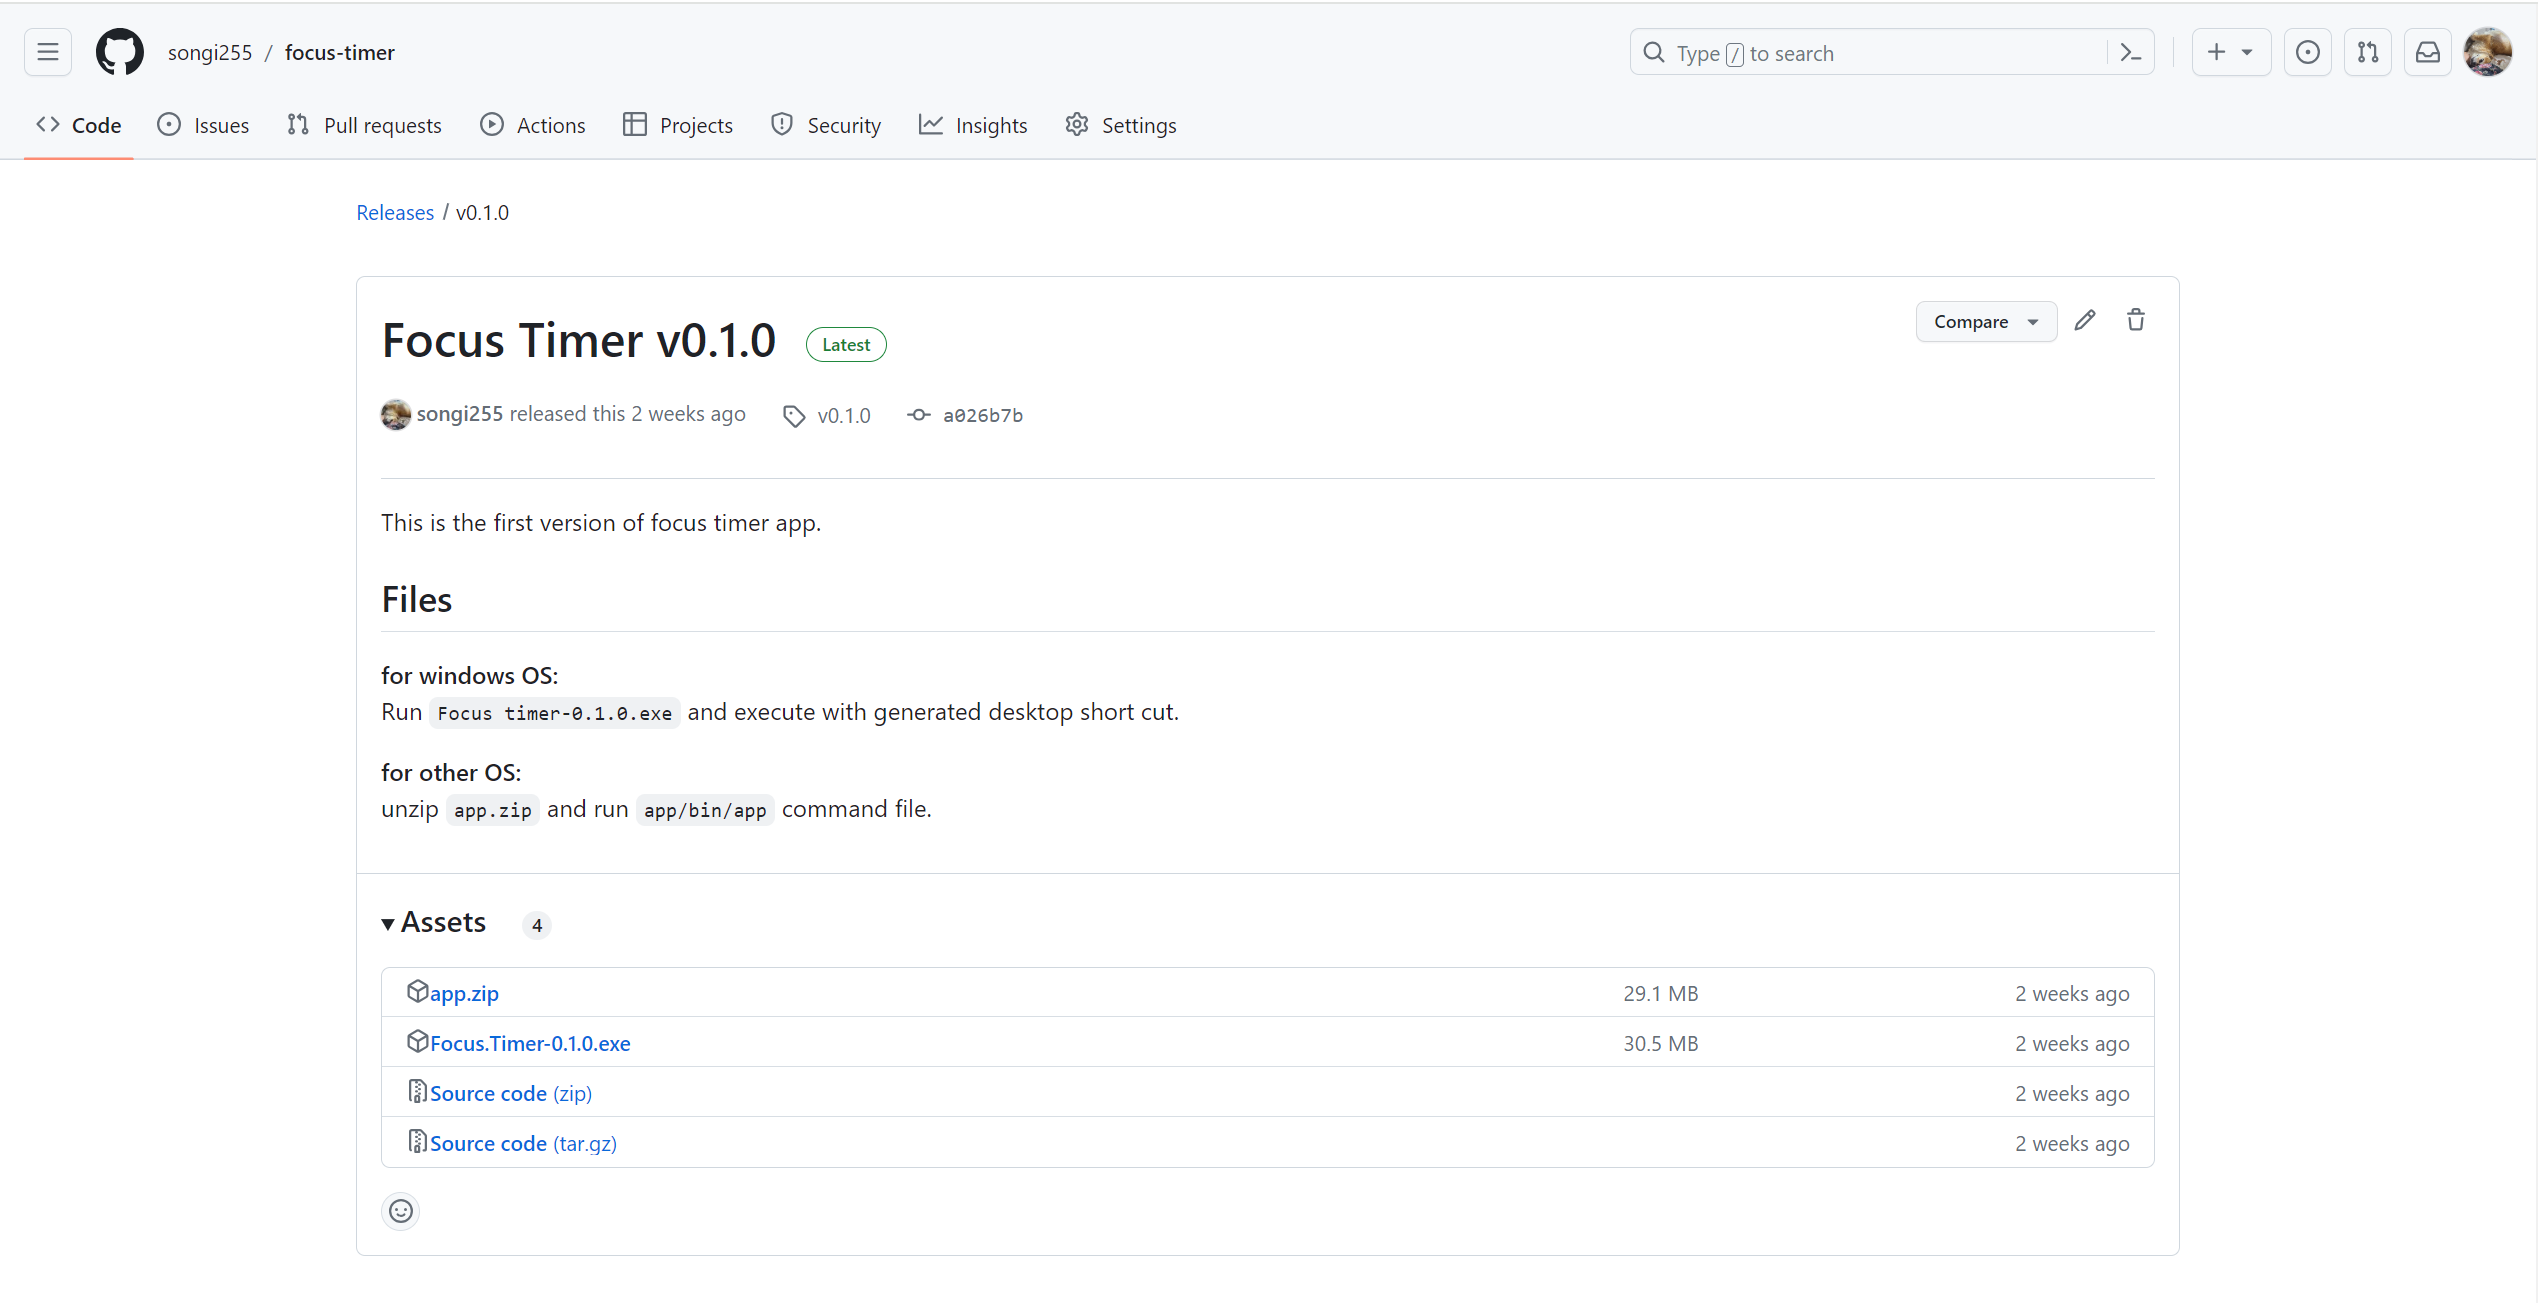 songi255 / focus-timer
Type / to search
Code Issues Pull requests Actions Projects Security Insights Settings
Releases / v0.1.0
Focus Timer v0.1.0 Latest
Compare
songi255 released this 2 weeks ago v0.1.0 a026b7b
This is the first version of focus timer app.
Files
for windows OS:
Run Focus timer-0.1.0.exe and execute with generated desktop short cut.
for other OS:
unzip app.zip and run app/bin/app command file.
Assets 4
app.zip 29.1 MB 2 weeks ago
Focus.Timer-0.1.0.exe 30.5 MB 2 weeks ago
Source code (zip) 2 weeks ago
Source code (tar.gz) 2 weeks ago